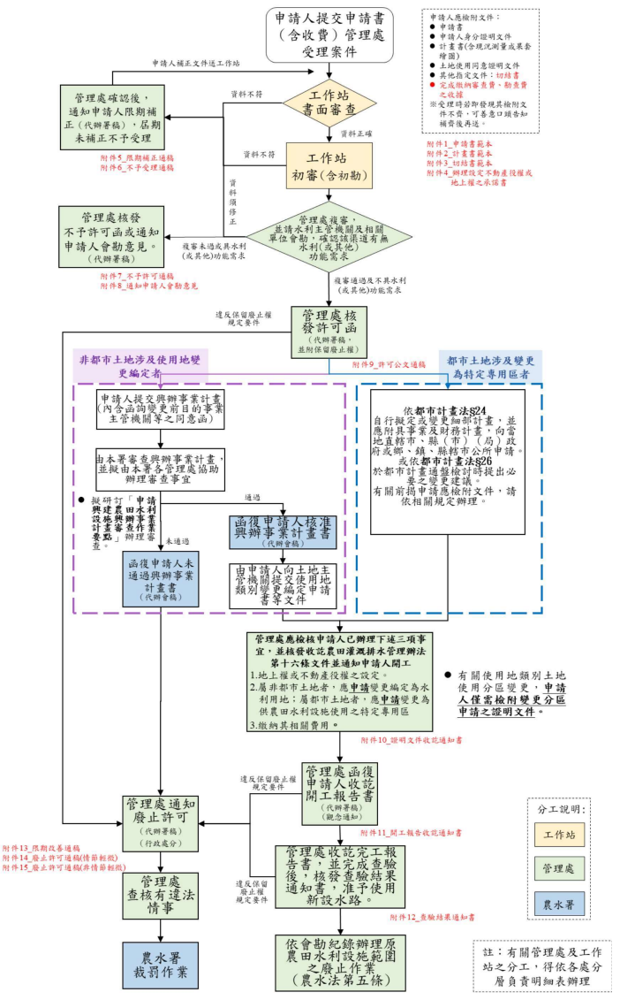 申請人提交申請書
（含收費）管理處
受理案件
申請人應檢附文件：
● 申請書
● 申請人身分證明文件
● 計畫書(含現況測量成果套
繪圖)
● 土地使用同意證明文件
● 其他指定文件：切結書
● 完成繳納審查費、勘查費
之收據
※受理時若即發現其檢附文
件不齊，可善意口頭告知
補齊後再送。
附件1_申請書範本
附件2_計畫書範本
附件3_切結書範本
附件4_辦理設定不動產役權或
地上權之承諾書
申請人補正文件送工作站
管理處確認後，
通知申請人限期補
正(代辦署稿)，屆期
未補正不予受理
附件5_限期補正通稿
附件6_不予受理通稿
資料不符
工作站
書面審查
資料正確
資料不符
工作站
初審(含初勘)
資料須修正
管理處核發
不予許可函或通知
申請人會勘意見。
(代辦署稿)
附件7_不予許可通稿
附件8_通知申請人會勘意見
管理處複審，
並請水利主管機關及相關
單位會勘，確認該渠道有無
水利(或其他)
功能需求
複審未過或具水利
(或其他)功能需求
複審通過及不具水利
(或其他)功能需求
違反保留廢止權
規定要件
管理處核
發許可函
(代辦署稿，
並附保留廢止權)
附件9_許可公文通稿
非都市土地涉及使用地變
更編定者
都市土地涉及變更
為特定專用區者
申請人提交興辦事業計畫
(內含函詢變更前目的事業
主管機關等之同意函)
由本署審查興辦事業計畫，
並擬由本署各管理處協助
辦理審查事宜
● 擬研訂「申請
興建農田水利
設施興辦事業
計畫審查作業
要點」辦理審
查。
通過
未通過
函復申請人核准
興辦事業計畫書
(代辦會稿)
函復申請人未
通過興辦事業
計畫書
(代辦會稿)
由申請人向土地主
管機關提交使用地
類別變更編定申請
書等文件
依都市計畫法§24
自行擬定或變更細部計畫，並
應附具事業及財務計畫，向當
地直轄市、縣（市）（局）政
府或鄉、鎮、縣轄市公所申請。
或依都市計畫法§26
於都市計畫通盤檢討時提出必
要之變更建議。
有關前揭申請應檢附文件，請
依相關規定辦理。
管理處應檢核申請人已辦理下述三項事
宜，並核發收訖農田灌溉排水管理辦法
第十六條文件並通知申請人開工
1.地上權或不動產役權之設定。
2.屬非都市土地者，應申請變更編定為水
利用地；屬都市土地者，應申請變更為
供農田水利設施使用之特定專用區
3.繳納其相關費用。
● 有關使用地類別土地
使用分區變更，申請
人僅需檢附變更分區
申請之證明文件。
附件10_證明文件收訖通知書
違反保留廢止權
規定要件
管理處函復
申請人收訖
開工報告書
(代辦署稿)
(觀念通知)
附件11_開工報告收訖通知書
管理處通知
廢止許可
(代辦署稿)
(行政處分)
附件13_限期改善通稿
附件14_廢止許可通稿(情節輕微)
附件15_廢止許可通稿(非情節輕微)
管理處收訖完工報
告書，並完成查驗
後，核發查驗結果
通知書，准予使用
新設水路。
違反保留
廢止權
規定要件
附件12_查驗結果通知書
管理處
查核有違法
情事
農水署
裁罰作業
依會勘紀錄辦理原
農田水利設施範圍
之廢止作業
(農水法第五條)
分工說明:
工作站
管理處
農水署
註：有關管理處及工作
站之分工，得依各處分
層負責明細表辦理